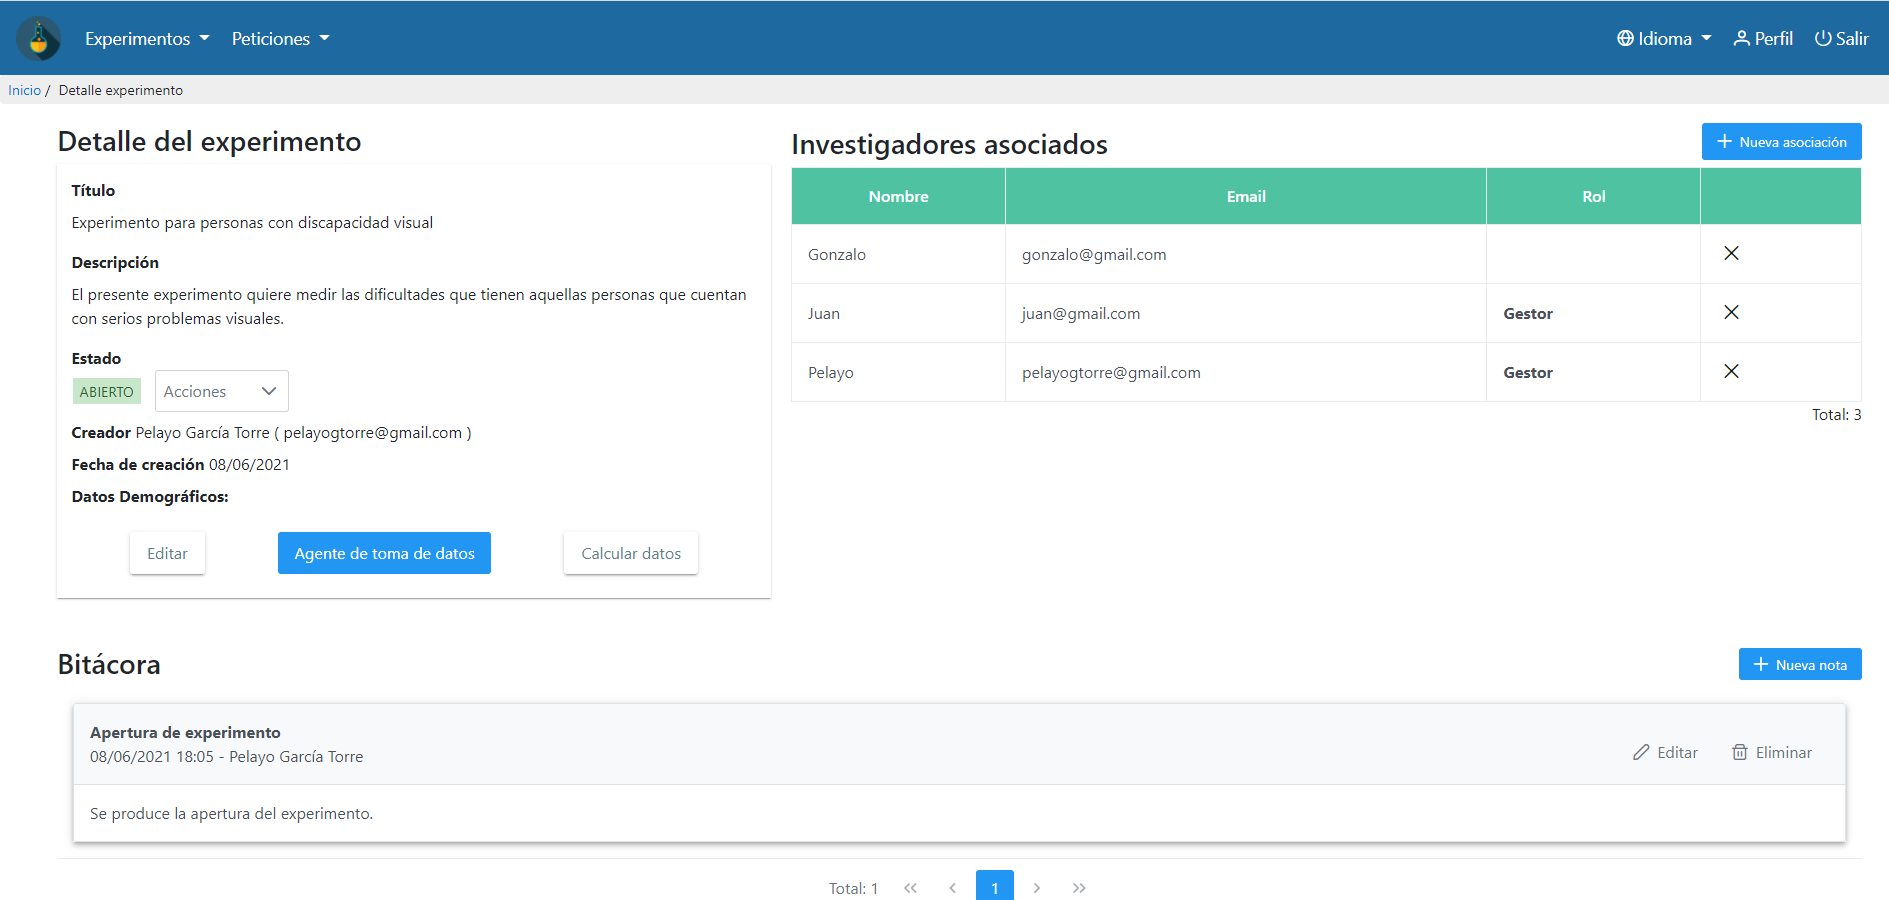 Experimentos Peticiones Idioma Perfil Salir
Inicio / Detalle experimento
Detalle del experimento
Título
Experimento para personas con discapacidad visual
Descripción
El presente experimento quiere medir las dificultades que tienen aquellas personas que cuentan
con serios problemas visuales.
Estado
ABIERTO Acciones
Creador Pelayo García Torre ( pelayogtorre@gmail.com )
Fecha de creación 08/06/2021
Datos Demográficos:
Editar Agente de toma de datos Calcular datos
Investigadores asociados
Nueva asociación
Nombre Email Rol
Gonzalo gonzalo@gmail.com
Juan juan@gmail.com Gestor
Pelayo pelayogtorre@gmail.com Gestor
Total: 3
Bitácora
Nueva nota
Apertura de experimento
08/06/2021 18:05 - Pelayo García Torre
Editar Eliminar
Se produce la apertura del experimento.
Total: 1 « ‹ 1 › »